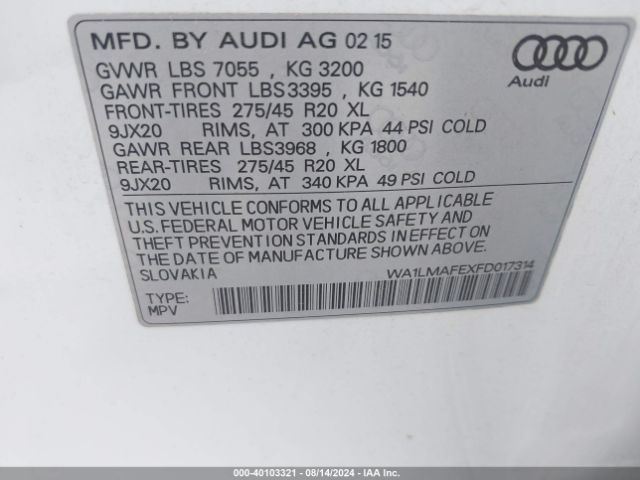 MFD. BY AUDI AG 02 15
GVWR LBS 7055 , KG 3200
GAWR FRONT LBS3395 , KG 1540
FRONT-TIRES 275/45 R20 XL
9JX20 RIMS, AT 300 KPA 44 PSI COLD
GAWR REAR LBS3968 , KG 1800
REAR-TIRES 275/45 R20 XL
9JX20 RIMS, AT 340 KPA 49 PSI COLD
Audi
THIS VEHICLE CONFORMS TO ALL APPLICABLE
U.S. FEDERAL MOTOR VEHICLE SAFETY AND
THEFT PREVENTION STANDARDS IN EFFECT ON
THE DATE OF MANUFACTURE SHOWN ABOVE.
SLOVAKIA
WA1LMAFEXFD017314
TYPE:
MPV
000-40103321 - 08/14/2024 - IAA Inc.